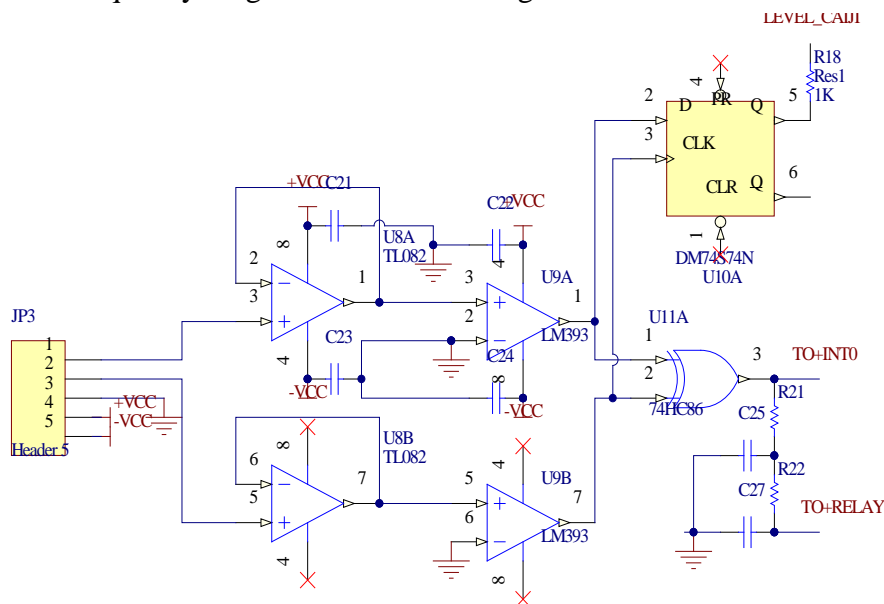 LEVEL_CAIJI
R18
Res1
1K
4
2
D
PR
Q
5
3
CLK
6
CLR
Q
1
DM74S74N
U10A
+VCC
C21
C22
+VCC
8
U8A
TL082
2
1
3
4
3
U9A
1
2
LM393
JP3
C23
C24
4
8
-VCC
-VCC
1
2
3
4
5
+VCC
-VCC
Header 5
U11A
1
2
3
74HC86
TO+INT0
R21
C25
R22
C27
TO+RELAY
8
U8B
TL082
6
7
5
4
4
U9B
5
7
6
LM393
8